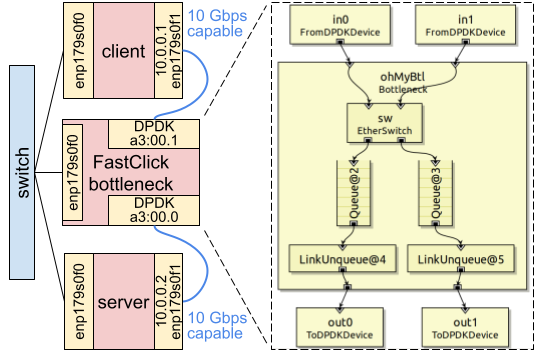 switch
enp179s0f0
client
10.0.0.1
enp179s0f1
10 Gbps
capable
enp179s0f0
DPDK
a3:00.1
FastClick
bottleneck
DPDK
a3:00.0
enp179s0f0
server
10.0.0.2
enp179s0f1
10 Gbps
capable
in0
FromDPDKDevice
in1
FromDPDKDevice
ohMyBtl
Bottleneck
sw
EtherSwitch
Queue@2
Queue@3
LinkUnqueue@4
LinkUnqueue@5
out0
ToDPDKDevice
out1
ToDPDKDevice